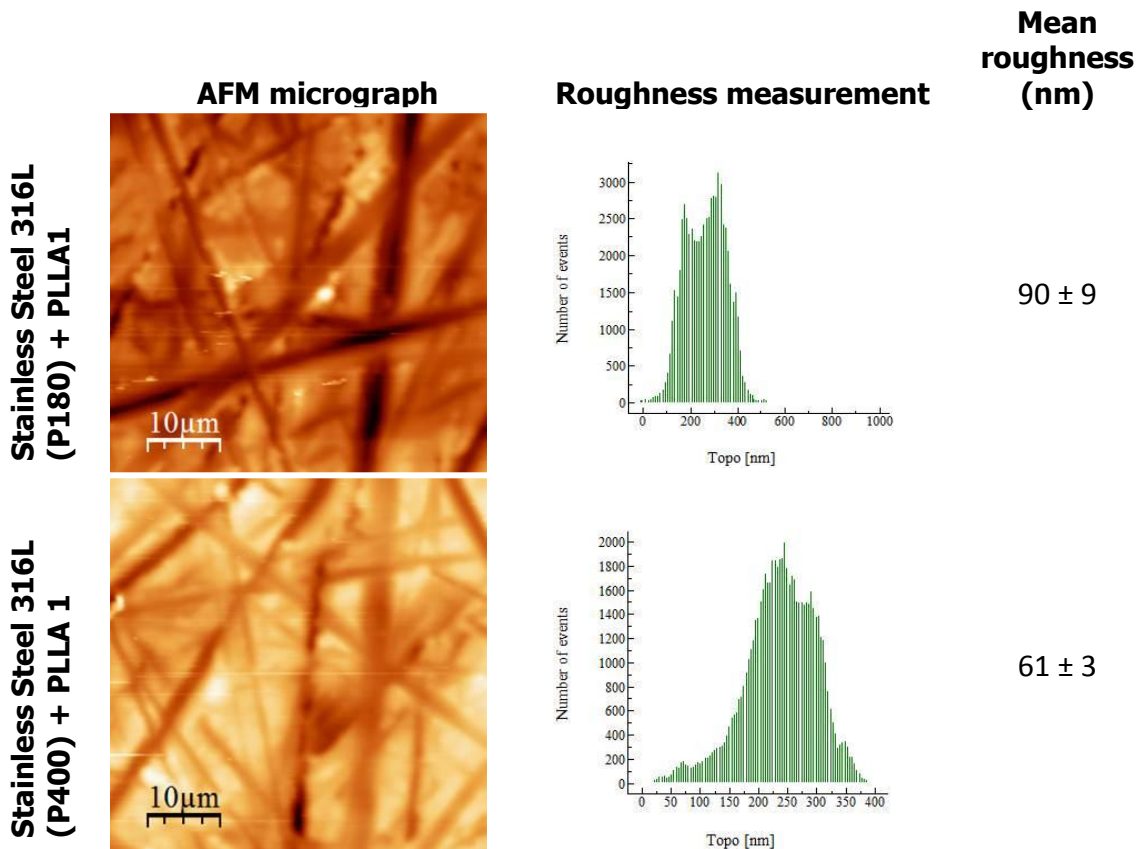 AFM micrograph
Roughness measurement
Mean
roughness
(nm)
Stainless Steel 316L
(P180) + PLLA1
10µm
Number of events
3000
2500
2000
1500
1000
500
0
0 200 400 600 800 1000
Topo [nm]
90 ± 9
Stainless Steel 316L
(P400) + PLLA 1
10µm
Number of events
2000
1800
1600
1400
1200
1000
800
600
400
200
0
0 50 100 150 200 250 300 350 400
Topo [nm]
61 ± 3